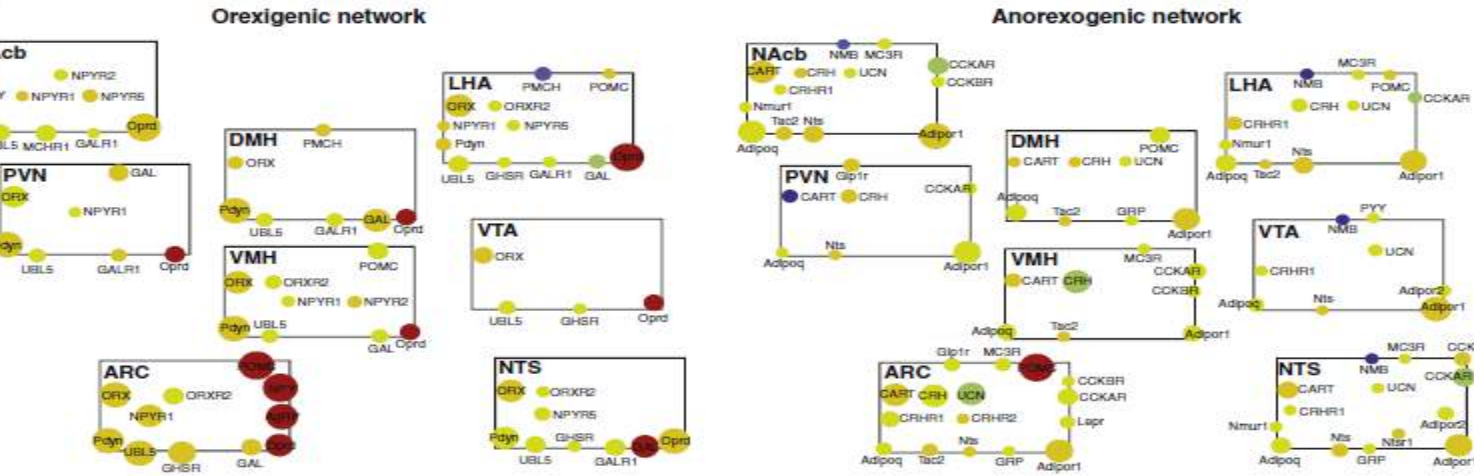 Orexigenic network
Anorexogenic network
cb
NPYR2
NPYR1 NPYR5
Oprd
MCHR1 GALR1
PVN
GAL
ORX
NPYR1
UBL5 GALR1 Oprd
DMH
PMCH
ORX
Pdyn
UBL5 GALR1 GAL Oprd
VMH
POMC
ORX ORXR2
NPYR1 NPYR2
Pdyn UBL5
GAL Oprd
ARC
ORX ORXR2
NPYR1
Pdyn UBL5
GHSR GAL
LHA
PMCH POMC
ORX ORXR2
NPYR1 NPYR5
Pdyn
UBL5 GHSR GALR1 GAL Oprd
VTA
ORX
UBL5 GHSR Oprd
NTS
ORX ORXR2
NPYR5
Pdyn GHSR Oprd
UBL5 GALR1 GAL
NAcb
NMB MC3R
CCKAR
CART CRH UCN
CCKBR
CRHR1
Nmur1
Tac2 Nts
Adipoq Adipor1
PVN
Glp1r
CART CRH CCKAR
Nts
Adipoq Adipor1
DMH
POMC
CART CRH UCN
Adipoq
Tac2 GRP
Adipor1
VMH
MC3R
CART CRH CCKAR
CCKBR
Adipoq Tac2 Adipor1
ARC
Glp1r MC3R POMC
CART CRH UCN
CCKBR
CCKAR
CRHR1 CRHR2 Lepr
Nts
Adipoq Tac2 GRP Adipor1
LHA
MC3R
NMB POMC
CCKAR
CRH UCN
CRHR1
Nmur1
Nts
Adipoq Tac2 Adipor1
VTA
PYY
NMB
UCN
CRHR1
Adipoq Nts Adipor2
Adipor1
NTS
MC3R CCK
NMB
CCKAR
CART UCN
CRHR1
Nmur1 Adipor2
Nts Ntsr1
Adipoq GRP Adipor